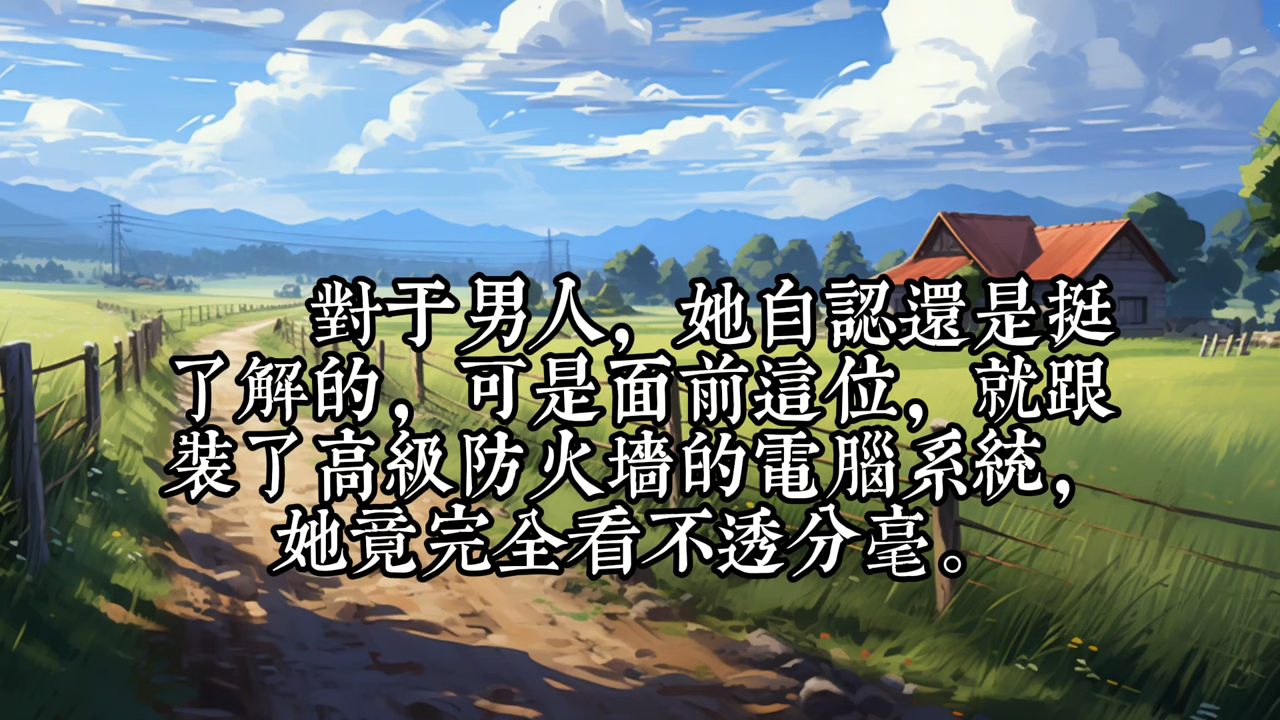 對于男人，她自認還是挺
了解的，可是面前這位，就跟
裝了高級防火墻的電腦系統，
她竟完全看不透分毫。